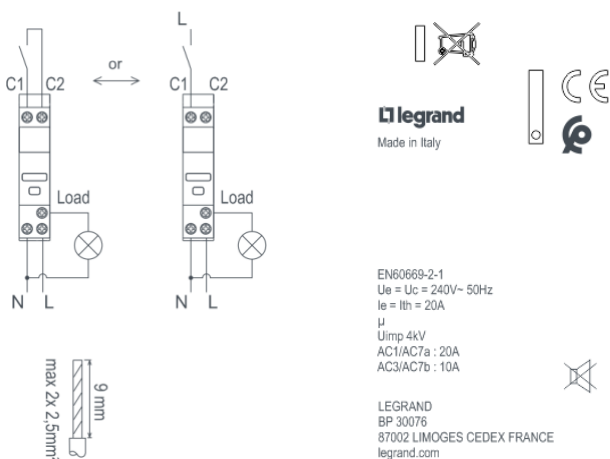 L
or
C1 C2
C1 C2
Load
Load
N L
N L
9 mm
max 2x 2,5mm²
legrand
Made in Italy
CE
EN60669-2-1
Ue = Uc = 240V~ 50Hz
Ie = Ith = 20A
μ
Uimp 4kV
AC1/AC7a : 20A
AC3/AC7b : 10A
LEGRAND
BP 30076
87002 LIMOGES CEDEX FRANCE
legrand.com